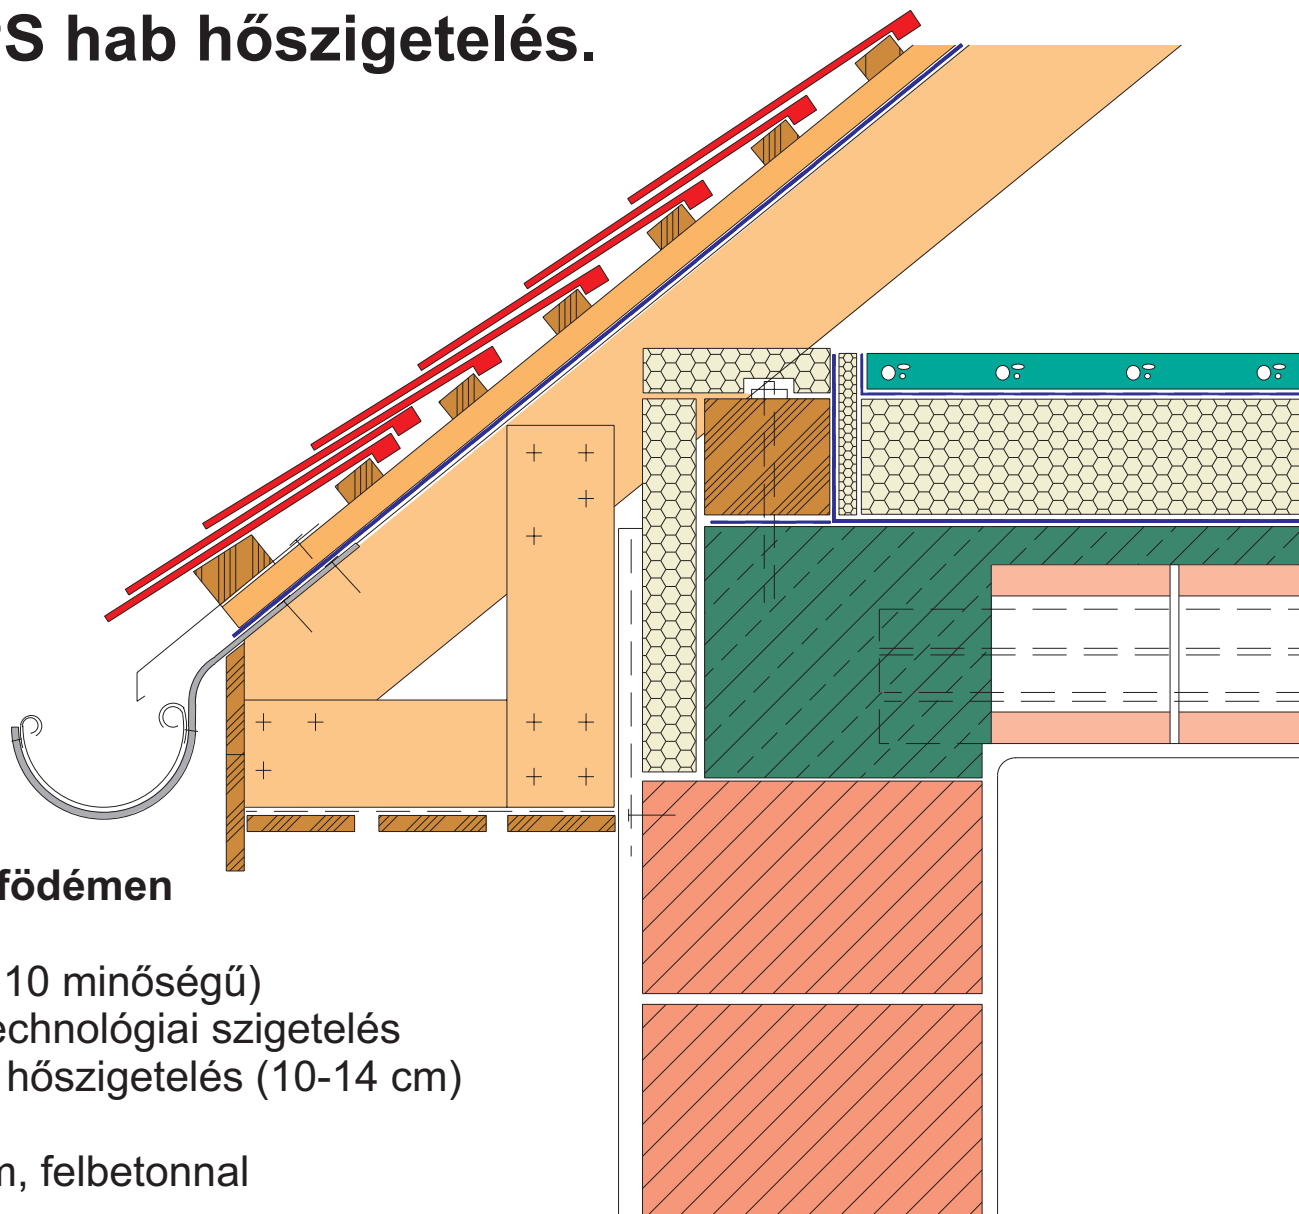 S hab hőszigetelés.
födémen
10 minőségű)
echnológiai szigetelés
hőszigetelés (10-14 cm)
m, felbetonnal